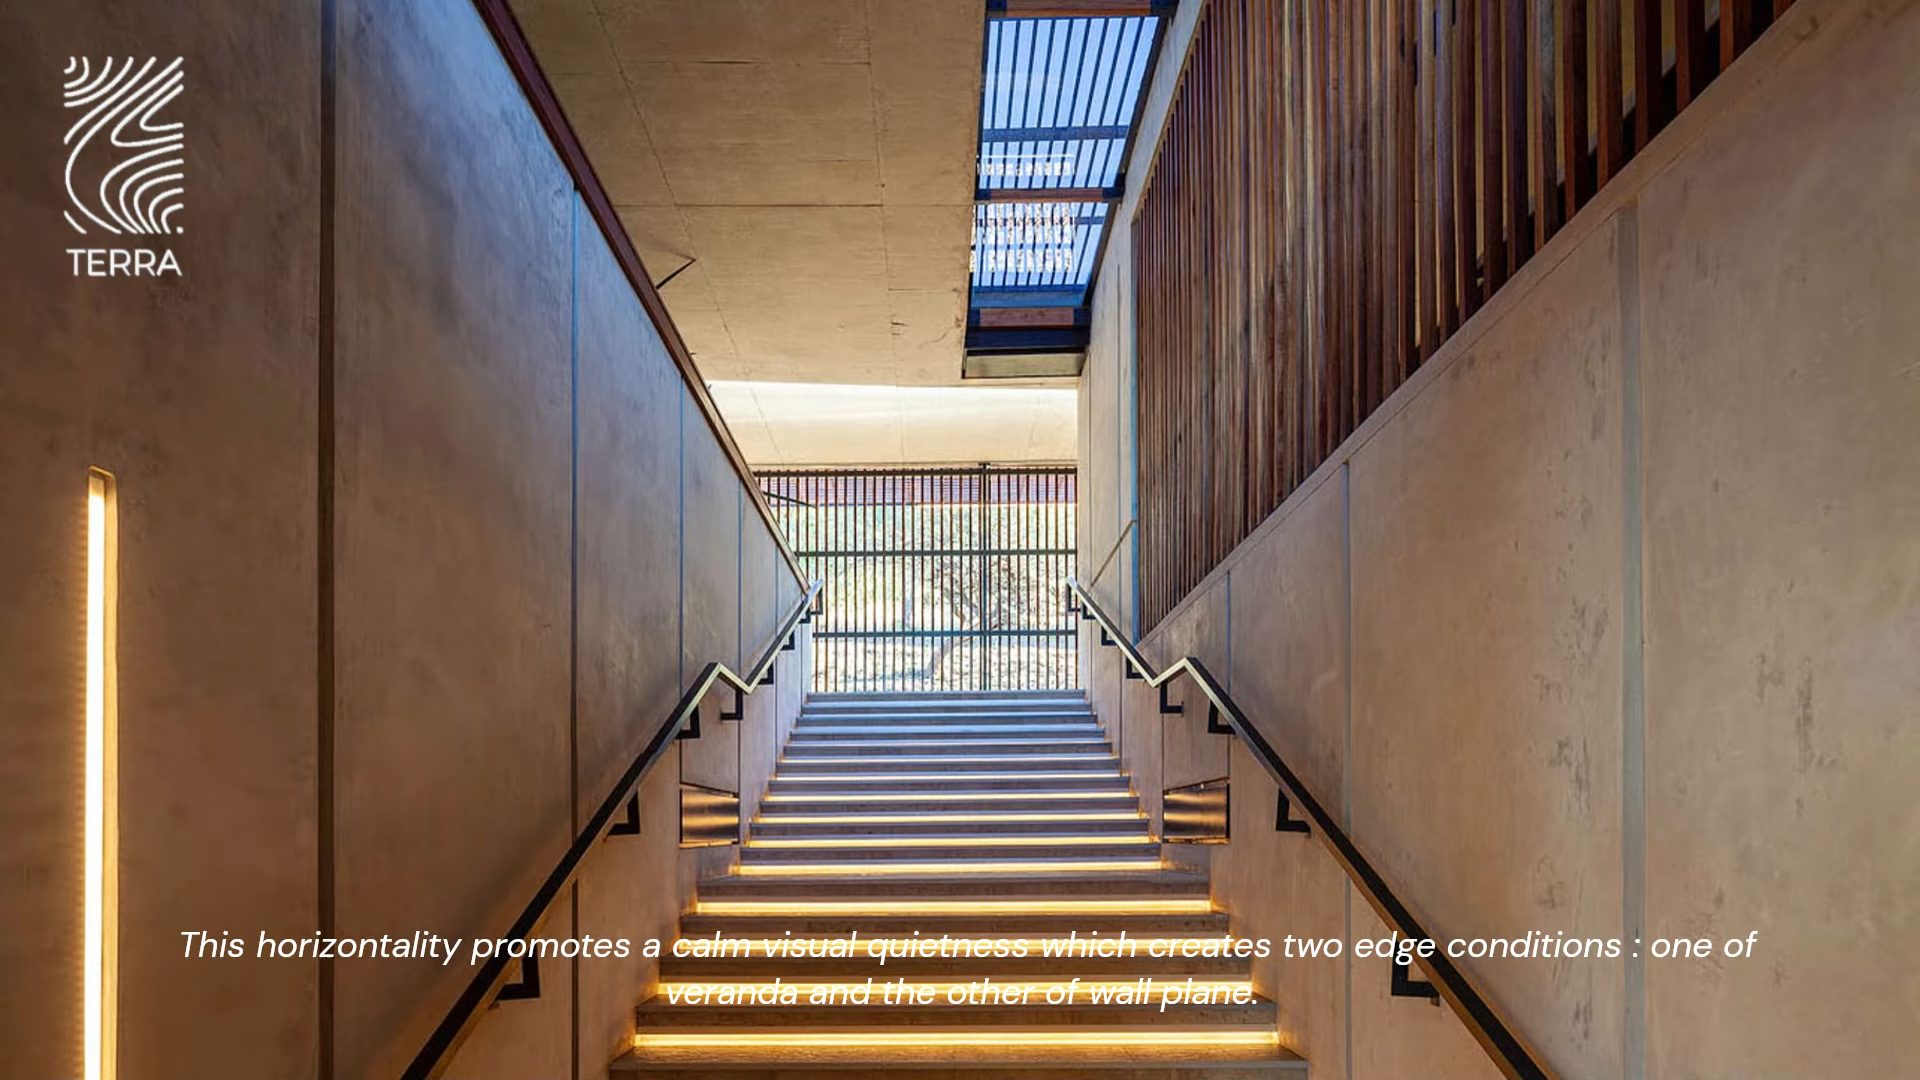 TERRA
This horizontality promotes a calm visual quietness which creates two edge conditions : one of
veranda and the other of wall plane.